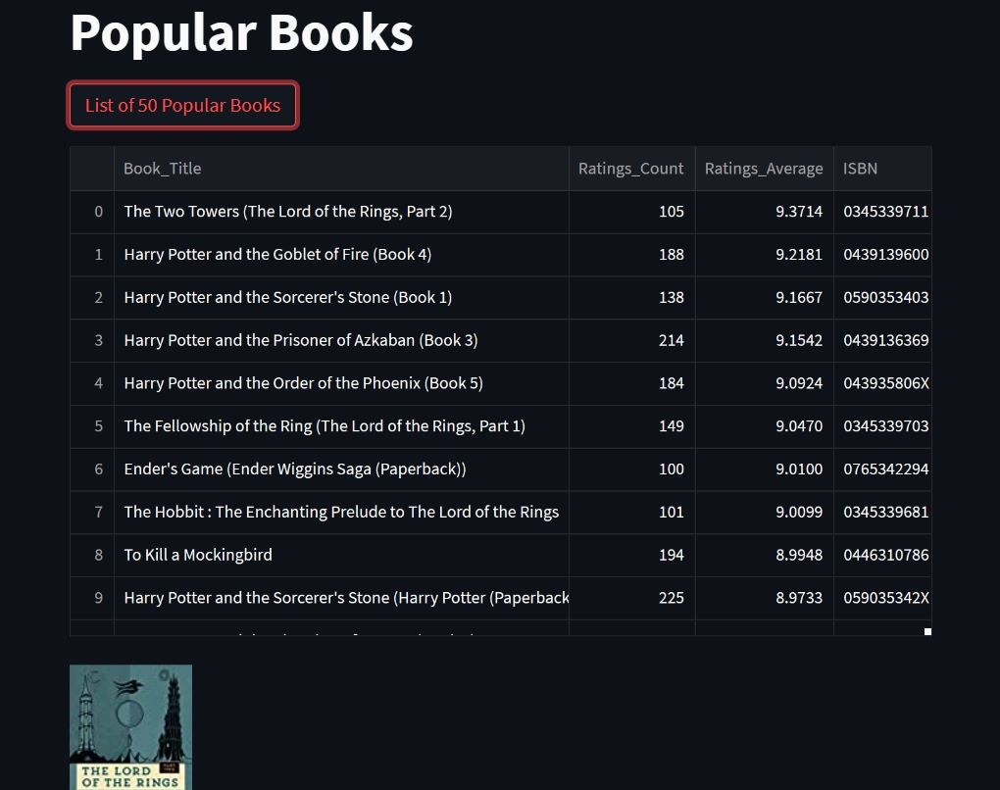 Popular Books
List of 50 Popular Books
Book_Title Ratings_Count Ratings_Average ISBN
0 The Two Towers (The Lord of the Rings, Part 2) 105 9.3714 0345339711
1 Harry Potter and the Goblet of Fire (Book 4) 188 9.2181 0439139600
2 Harry Potter and the Sorcerer's Stone (Book 1) 138 9.1667 0590353403
3 Harry Potter and the Prisoner of Azkaban (Book 3) 214 9.1542 0439136369
4 Harry Potter and the Order of the Phoenix (Book 5) 184 9.0924 043935806X
5 The Fellowship of the Ring (The Lord of the Rings, Part 1) 149 9.0470 0345339703
6 Ender's Game (Ender Wiggins Saga (Paperback)) 100 9.0100 0765342294
7 The Hobbit : The Enchanting Prelude to The Lord of the Rings 101 9.0099 0345339681
8 To Kill a Mockingbird 194 8.9948 0446310786
9 Harry Potter and the Sorcerer's Stone (Harry Potter (Paperback 225 8.9733 059035342X
THE LORD
OF THE RINGS